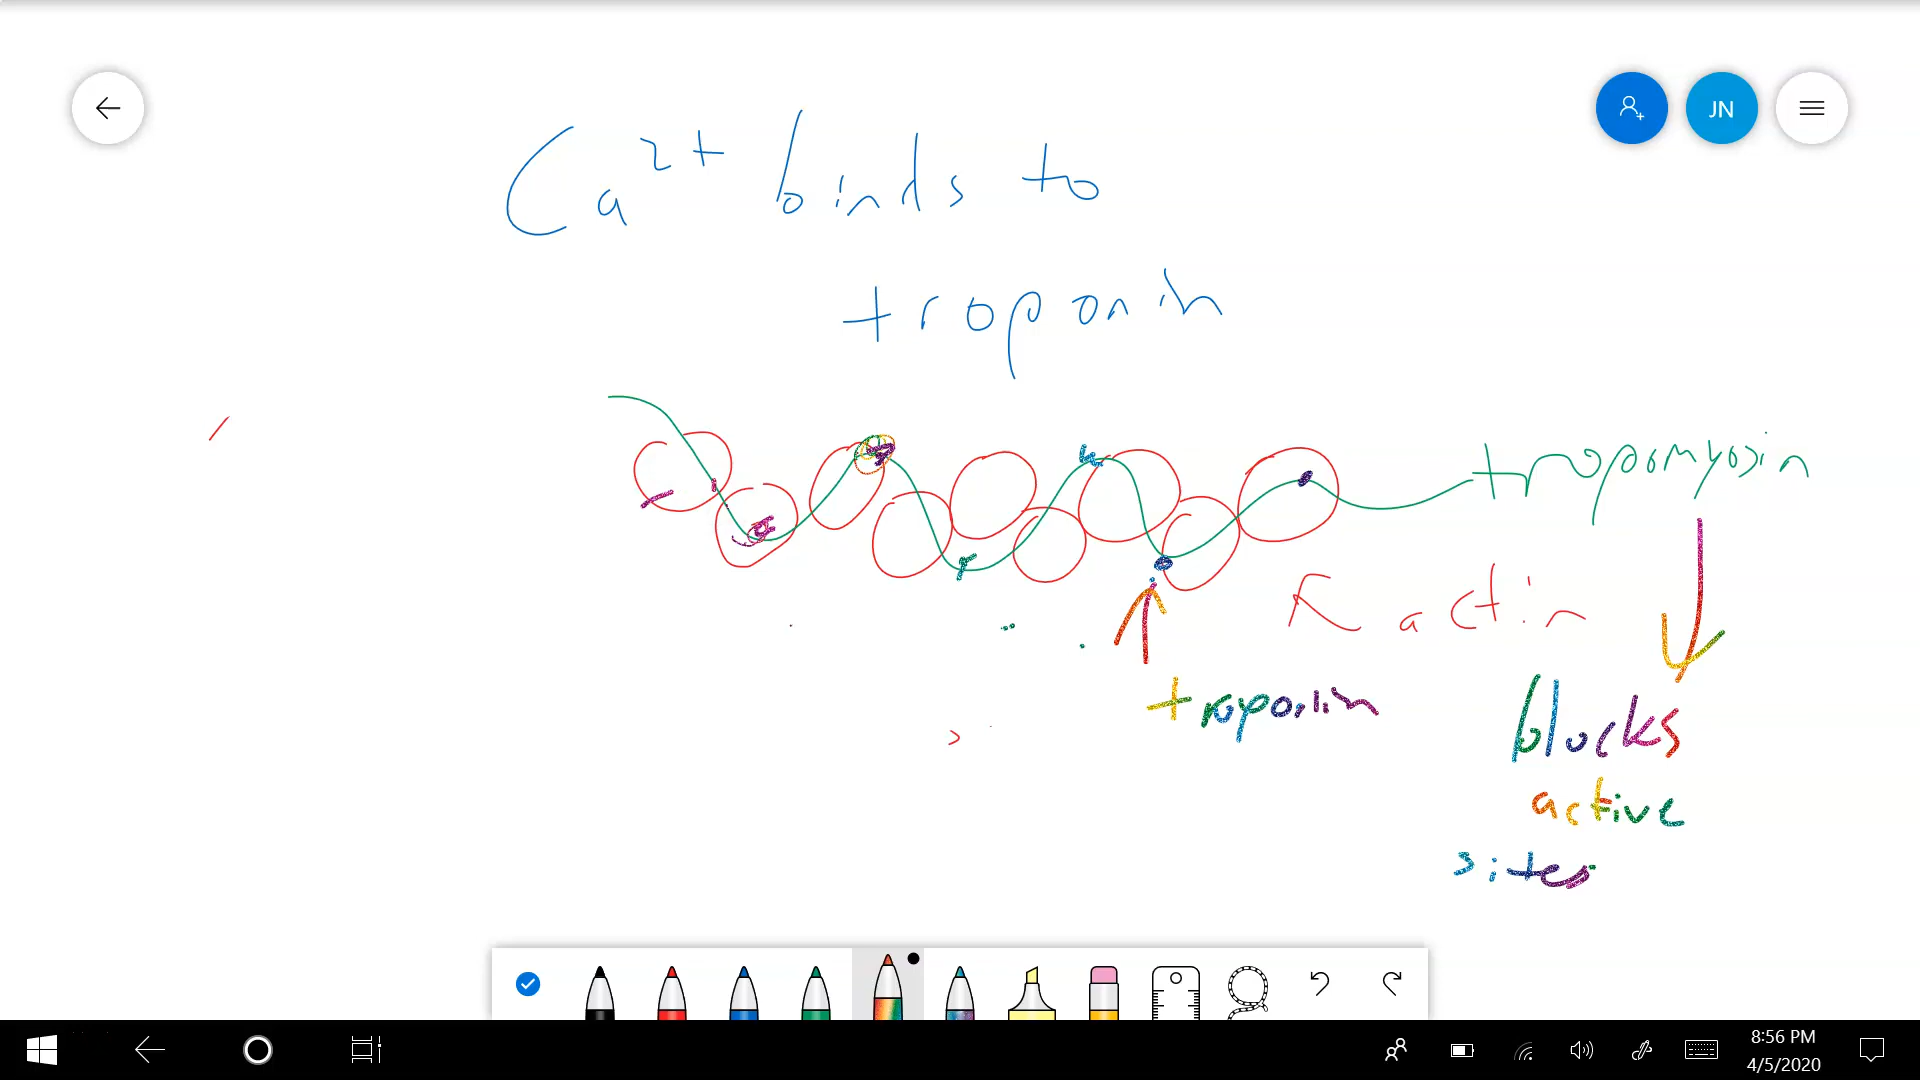 JN
Ca²⁺ binds to
troponin
tropomyosin
F actin
troponin
blocks
active
sites
8:56 PM
4/5/2020